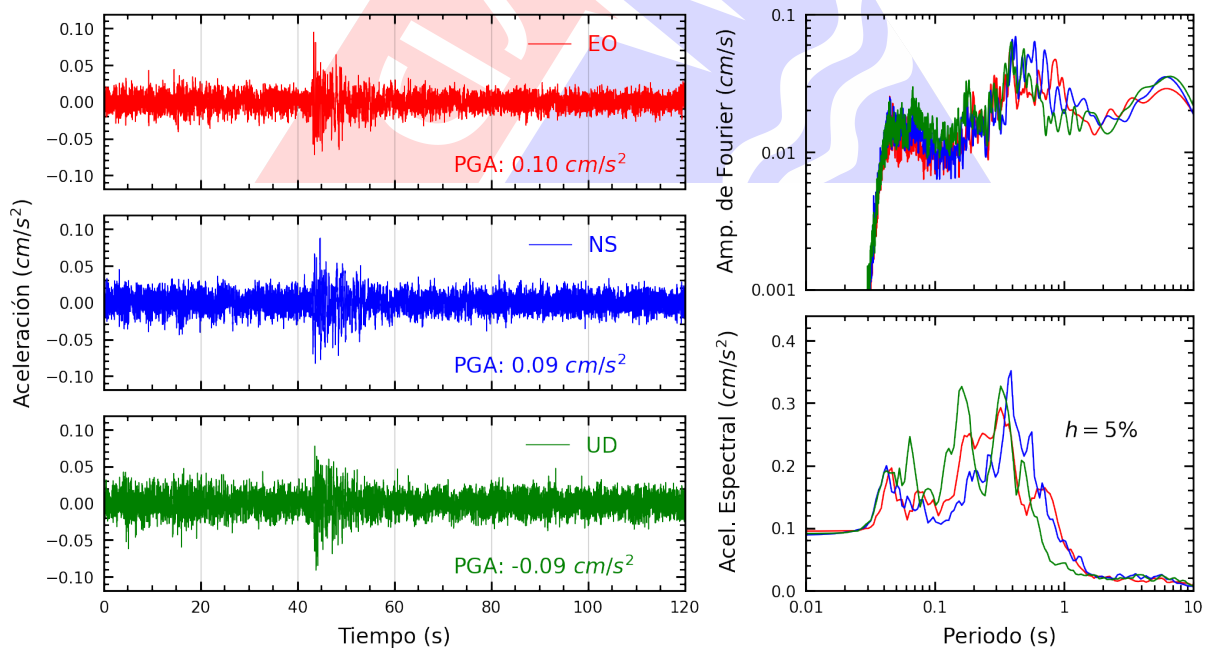 Aceleración (cm/s²)
0.10
0.05
0.00
−0.05
−0.10
EO
PGA: 0.10 cm/s²
0.10
0.05
0.00
−0.05
−0.10
NS
PGA: 0.09 cm/s²
0.10
0.05
0.00
−0.05
−0.10
UD
PGA: -0.09 cm/s²
0 20 40 60 80 100 120
Tiempo (s)
Amp. de Fourier (cm/s)
0.1
0.01
0.001
Acel. Espectral (cm/s²)
0.4
0.3
0.2
0.1
0.0
h = 5%
0.01 0.1 1 10
Periodo (s)